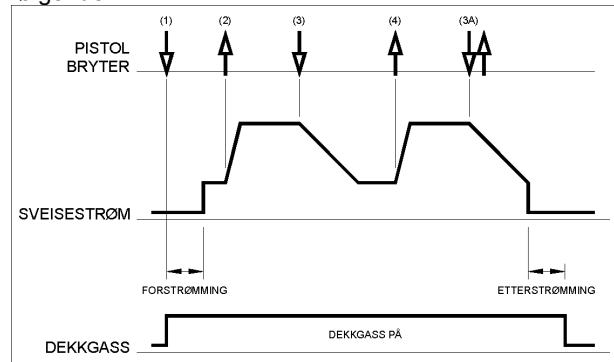 (1) (2) (3) (4) (3A)
PISTOL
BRYTER
SVEISESTRØM
FORSTRØMMING ETTERSTRØMMING
DEKKGASS PÅ
DEKKGASS